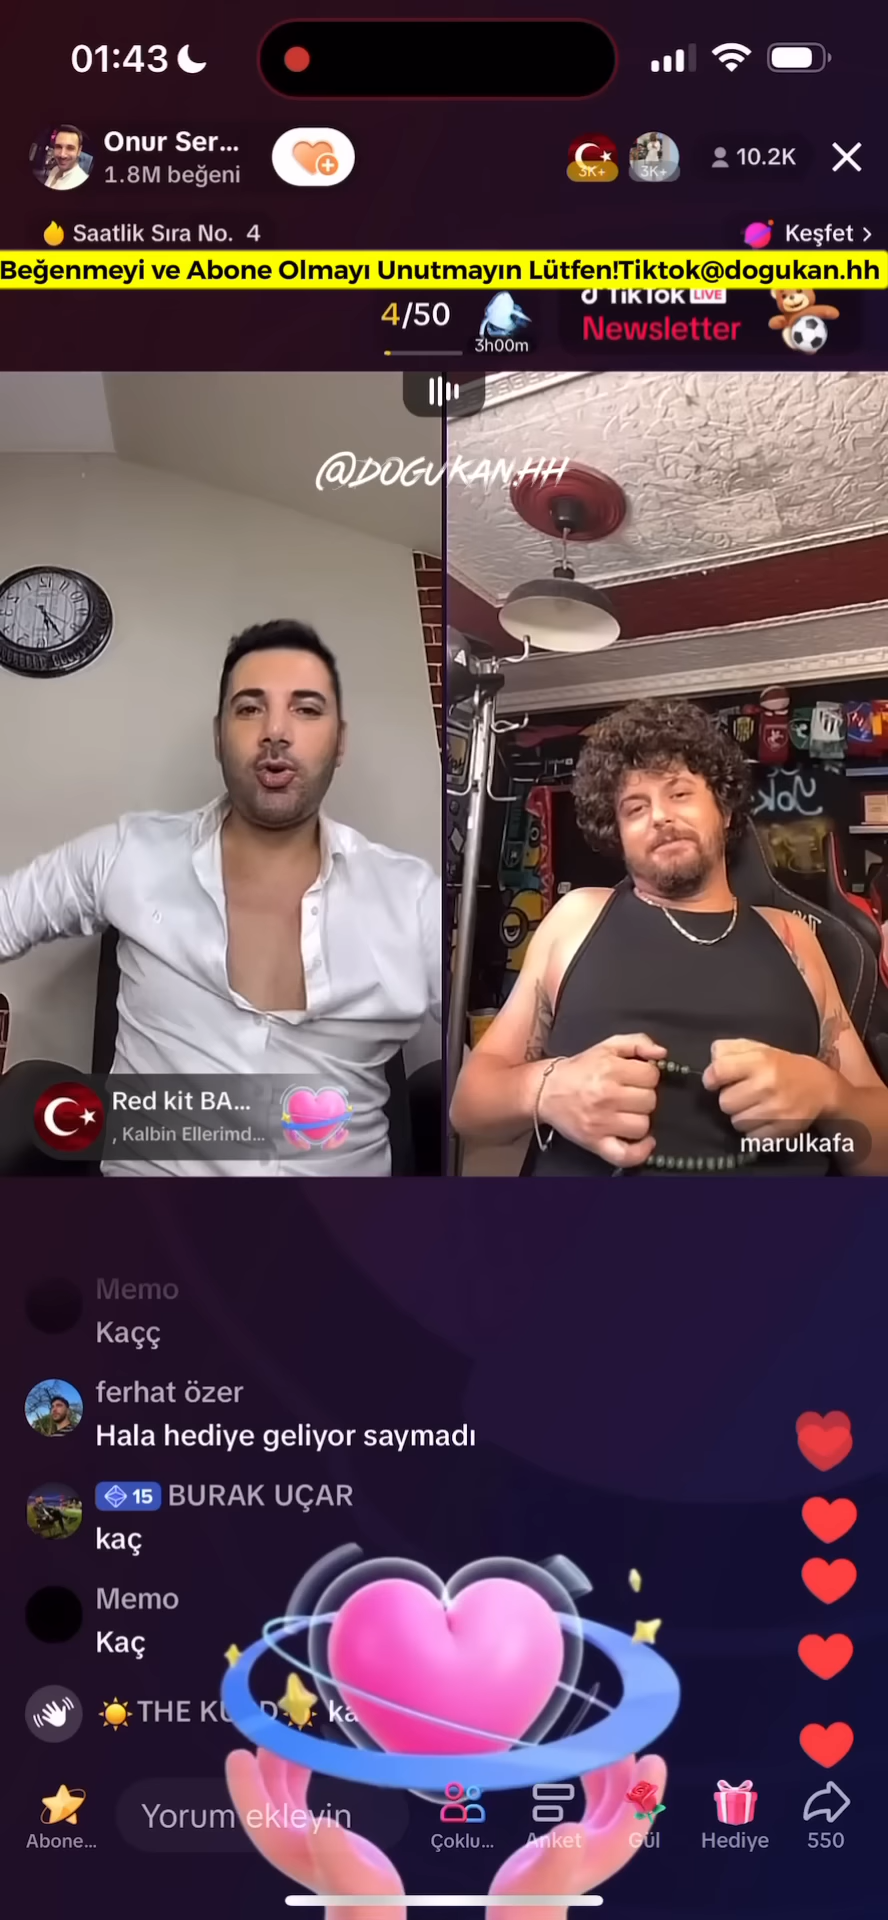 01:43
Onur Ser...
1.8M beğeni
3K+
3K+
10.2K
Saatlik Sıra No. 4
Keşfet >
Beğenmeyi ve Abone Olmayı Unutmayın Lütfen!Tiktok@dogukan.hh
4/50
3h00m
TikTok LIVE
Newsletter
@DOGUKAN.HH
Red kit BA...
, Kalbin Ellerimd...
marulkafa
Memo
Kaçç
ferhat özer
Hala hediye geliyor saymadı
15 BURAK UÇAR
kaç
Memo
Kaç
THE
Yorum ekleyin
Abone...
Çoklu...
Anket
Gül
Hediye
550